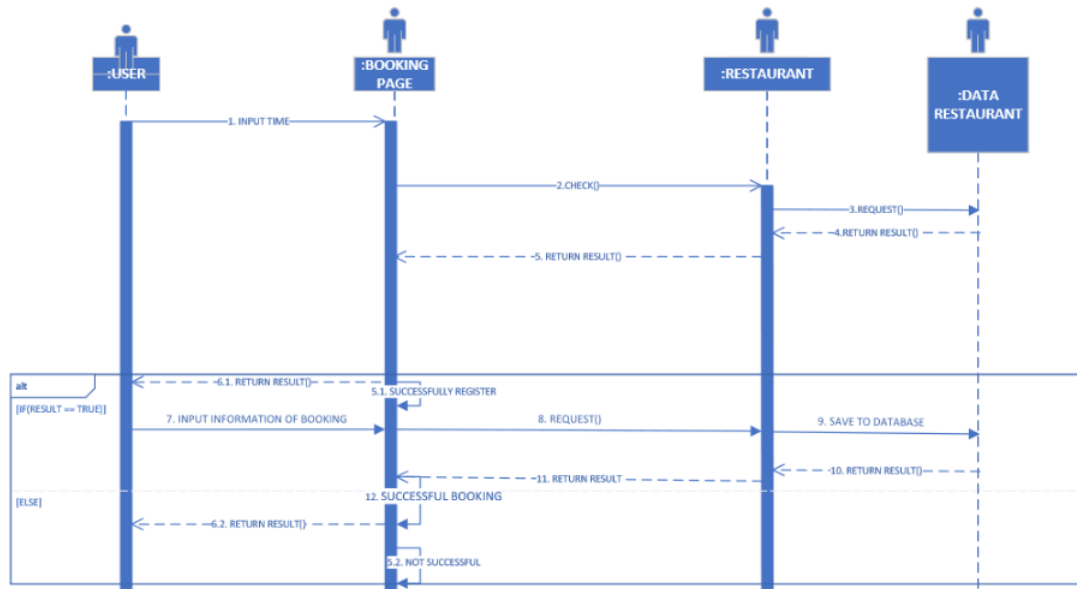 :USER
:BOOKING
PAGE
:RESTAURANT
:DATA
RESTAURANT
1. INPUT TIME
2.CHECK()
3.REQUEST()
4.RETURN RESULT()
5. RETURN RESULT()
alt
6.1. RETURN RESULT()
5.1. SUCCESSFULLY REGISTER
[IF(RESULT == TRUE)]
7. INPUT INFORMATION OF BOOKING
8. REQUEST()
9. SAVE TO DATABASE
10. RETURN RESULT()
11. RETURN RESULT
12. SUCCESSFUL BOOKING
[ELSE]
6.2. RETURN RESULT()
5.2. NOT SUCCESSFUL